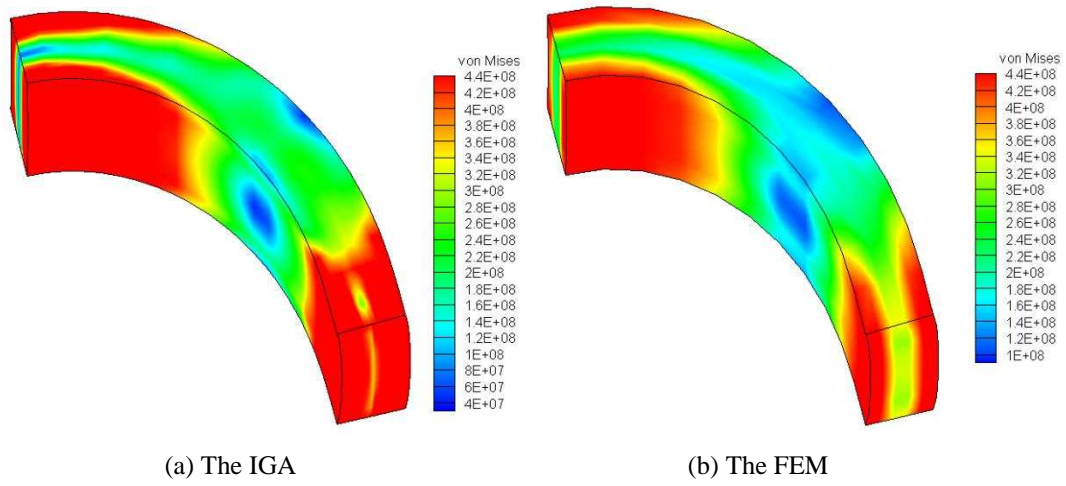 von Mises
4.4E+08
4.2E+08
4E+08
3.8E+08
3.6E+08
3.4E+08
3.2E+08
3E+08
2.8E+08
2.6E+08
2.4E+08
2.2E+08
2E+08
1.8E+08
1.6E+08
1.4E+08
1.2E+08
1E+08
8E+07
6E+07
4E+07
(a) The IGA
von Mises
4.4E+08
4.2E+08
4E+08
3.8E+08
3.6E+08
3.4E+08
3.2E+08
3E+08
2.8E+08
2.6E+08
2.4E+08
2.2E+08
2E+08
1.8E+08
1.6E+08
1.4E+08
1.2E+08
1E+08
(b) The FEM